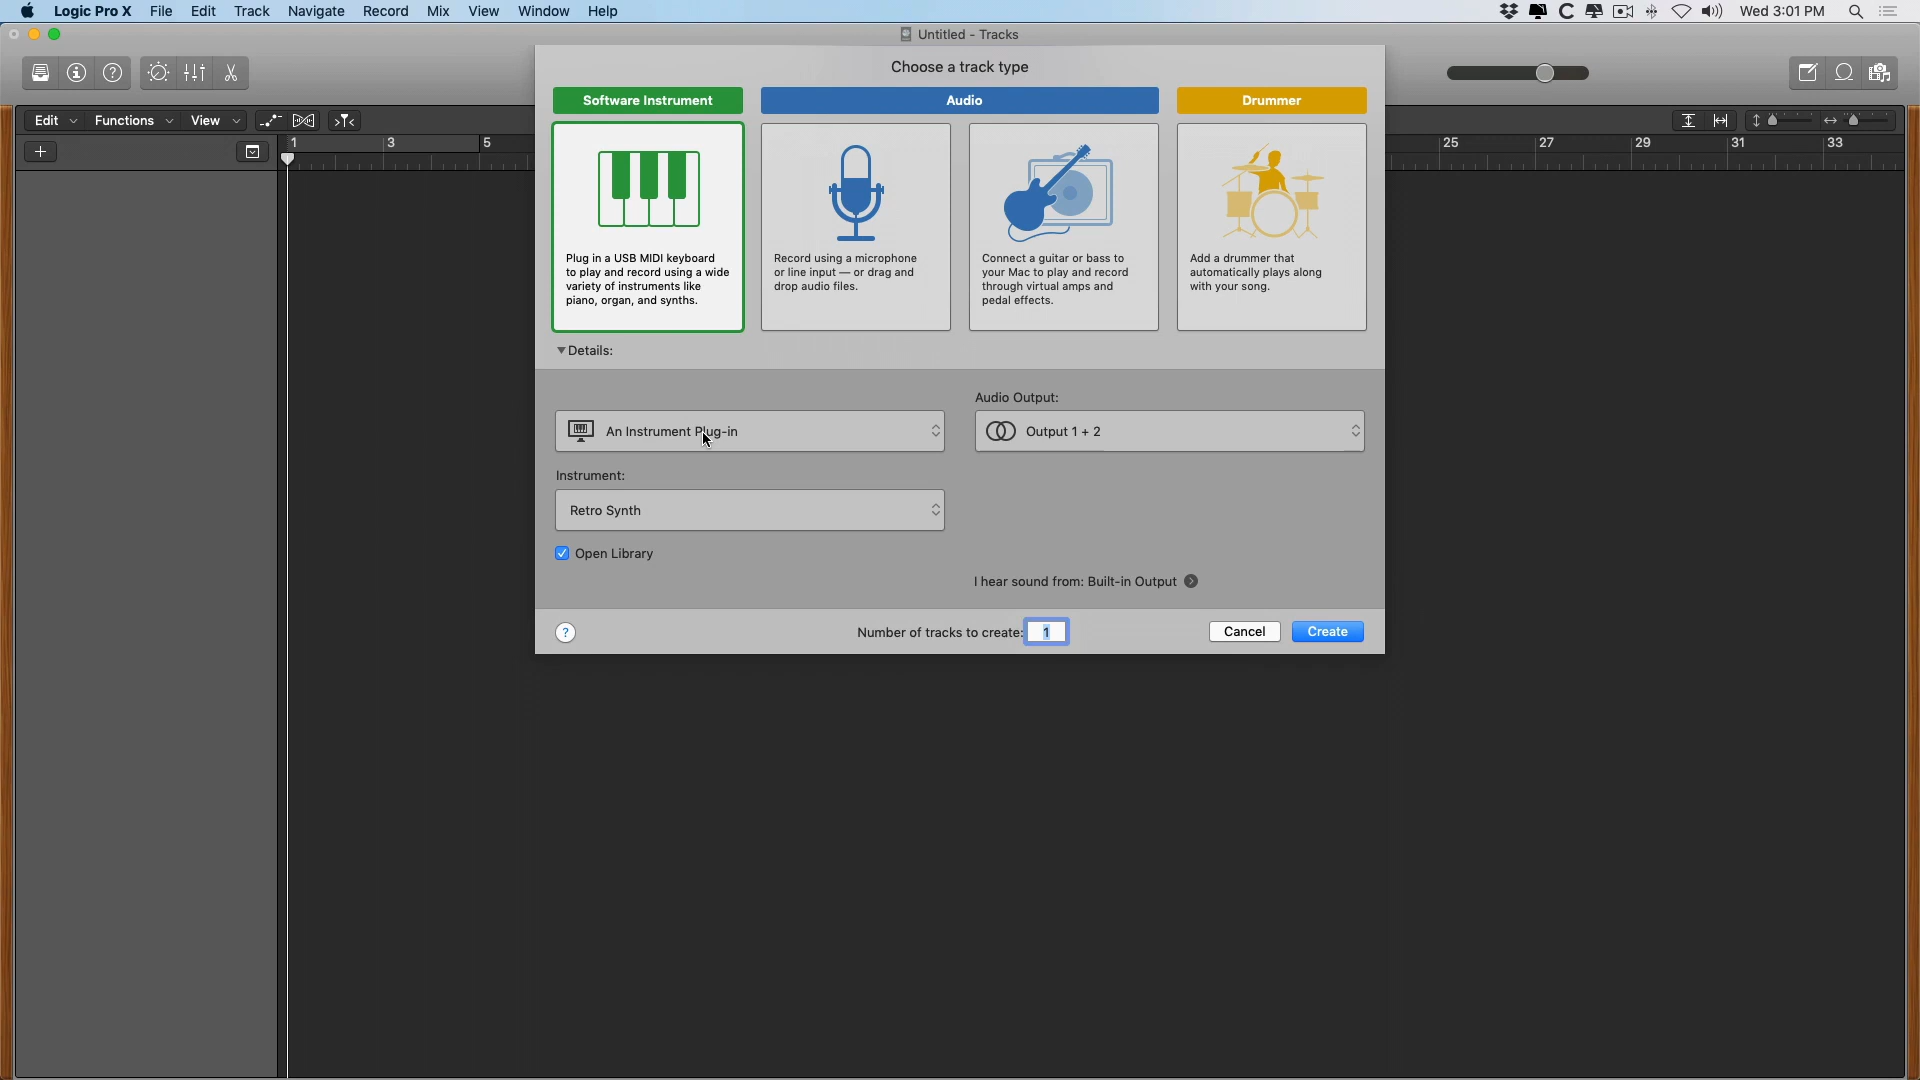 Logic Pro X File Edit Track Navigate Record Mix View Window Help Wed 3:01 PM
Untitled - Tracks
Choose a track type
Software Instrument Audio Drummer
Edit Functions View
1 3 5 25 27 29 31 33
Plug in a USB MIDI keyboard
to play and record using a wide
variety of instruments like
piano, organ, and synths.
Record using a microphone
or line input — or drag and
drop audio files.
Connect a guitar or bass to
your Mac to play and record
through virtual amps and
pedal effects.
Add a drummer that
automatically plays along
with your song.
Details:
Audio Output:
An Instrument Plug-in Output 1 + 2
Instrument:
Retro Synth
Open Library
I hear sound from: Built-in Output
? Number of tracks to create: 1 Cancel Create